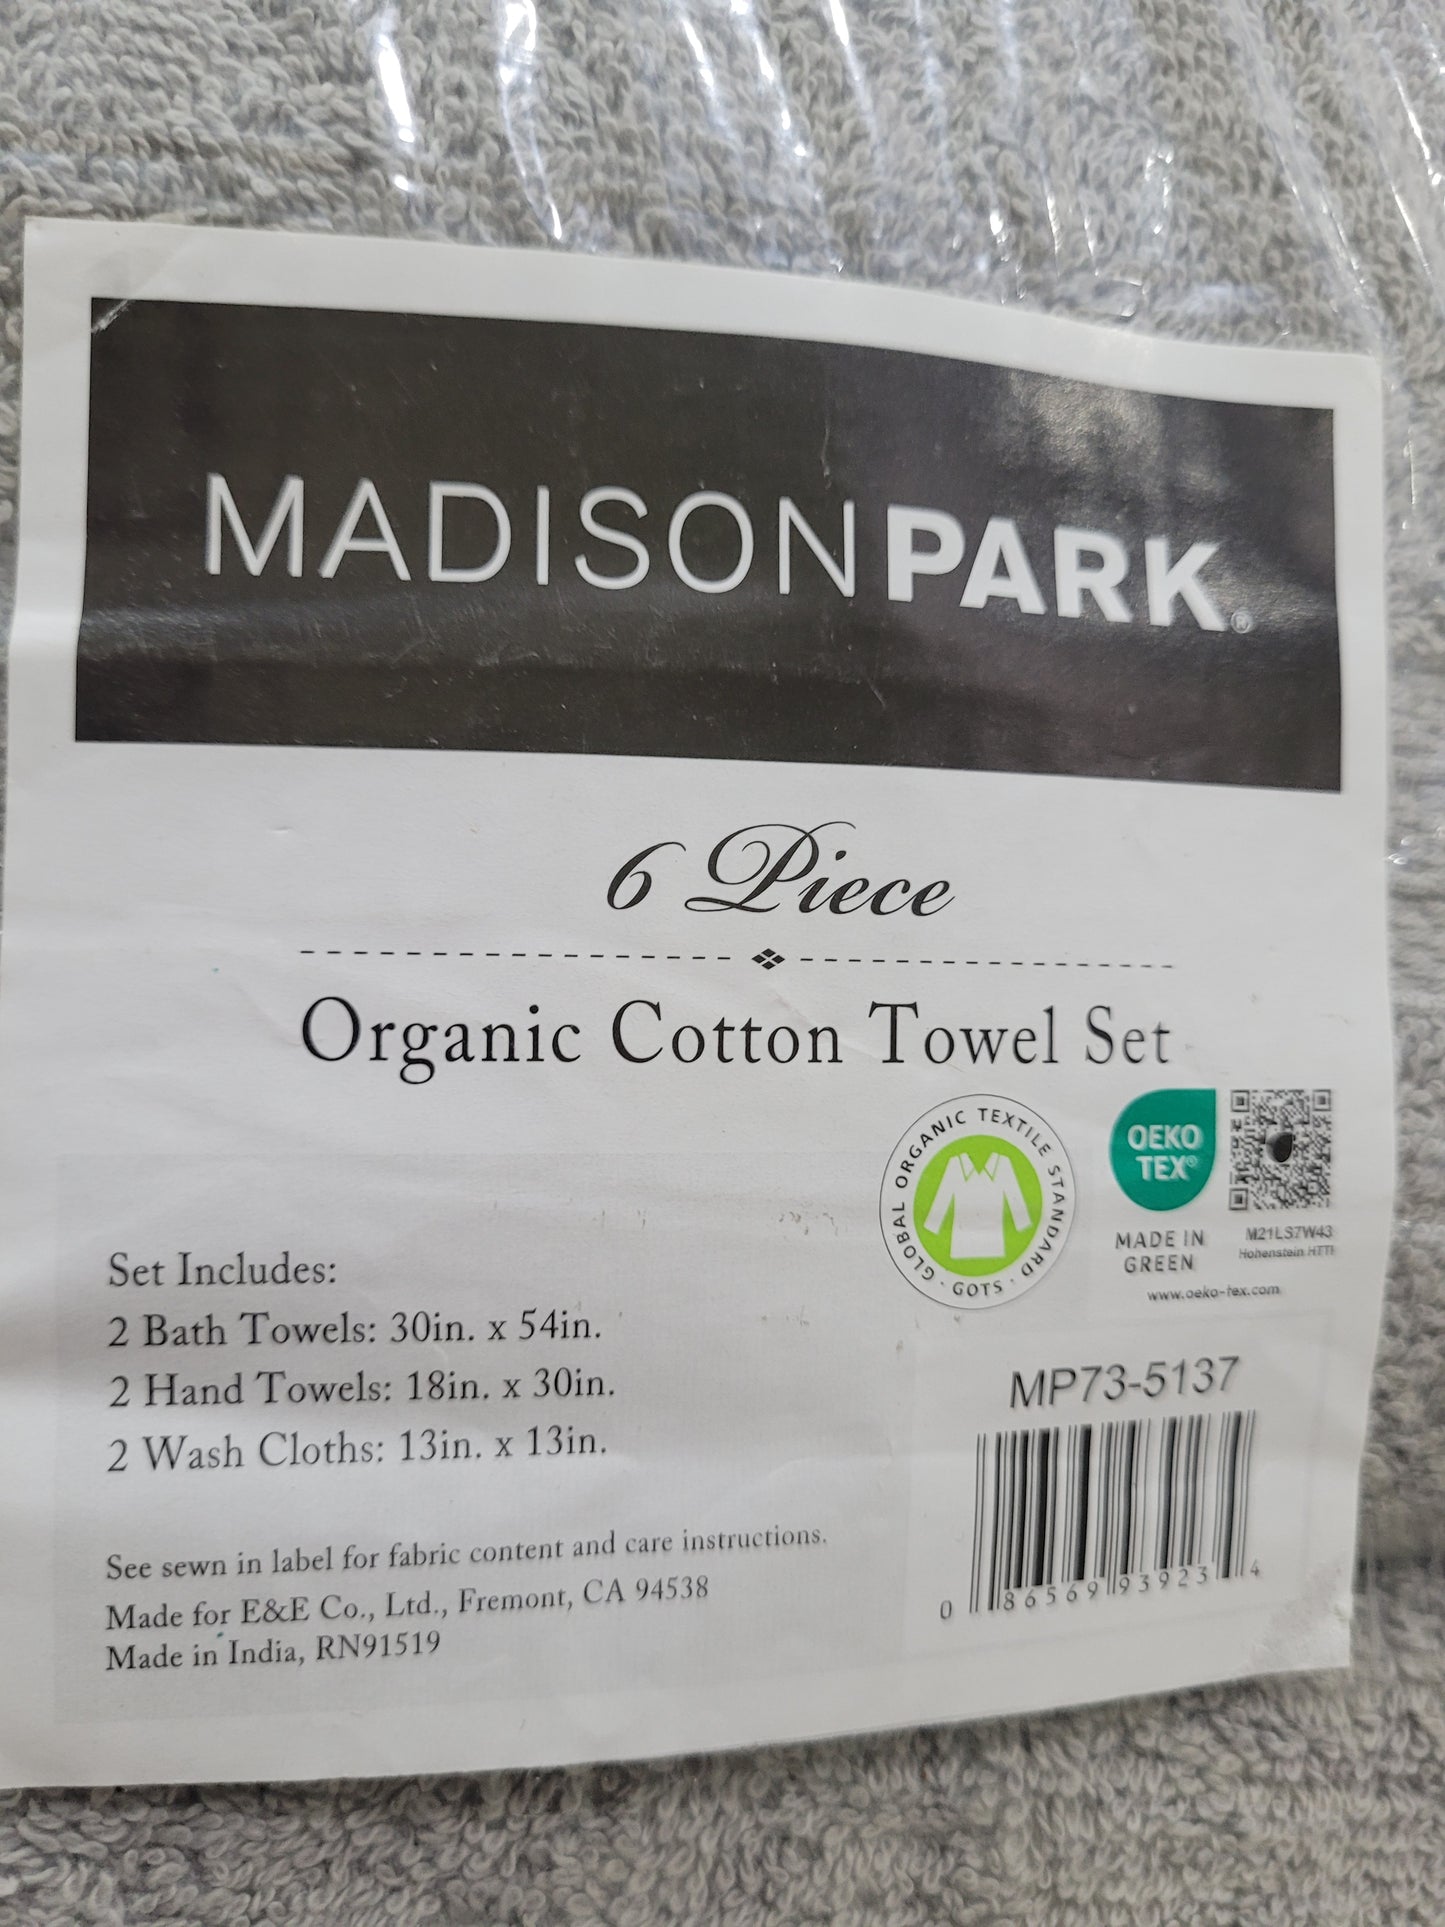 MADISONPARK®
6 Piece
Organic Cotton Towel Set
GLOBAL ORGANIC TEXTILE STANDARD · GOTS ·
OEKO
TEX®
MADE IN
GREEN
M21LS7W43
Hohenstein HTTI
www.oeko-tex.com
Set Includes:
2 Bath Towels: 30in. x 54in.
2 Hand Towels: 18in. x 30in.
2 Wash Cloths: 13in. x 13in.
MP73-5137
0 86569 93923 4
See sewn in label for fabric content and care instructions.
Made for E&E Co., Ltd., Fremont, CA 94538
Made in India, RN91519